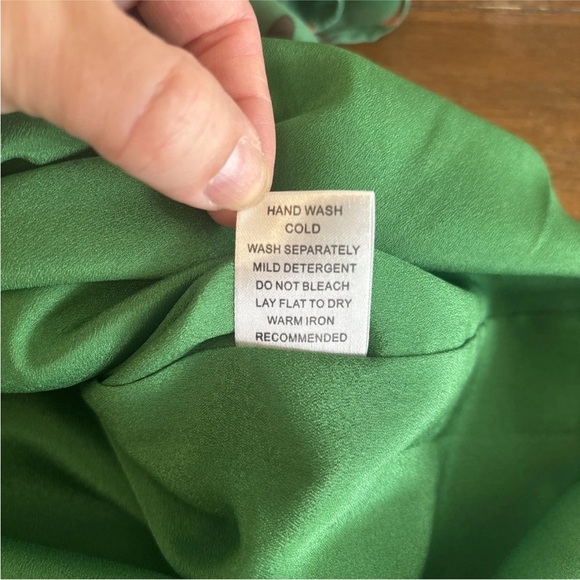 HAND WASH
COLD
WASH SEPARATELY
MILD DETERGENT
DO NOT BLEACH
LAY FLAT TO DRY
WARM IRON
RECOMMENDED